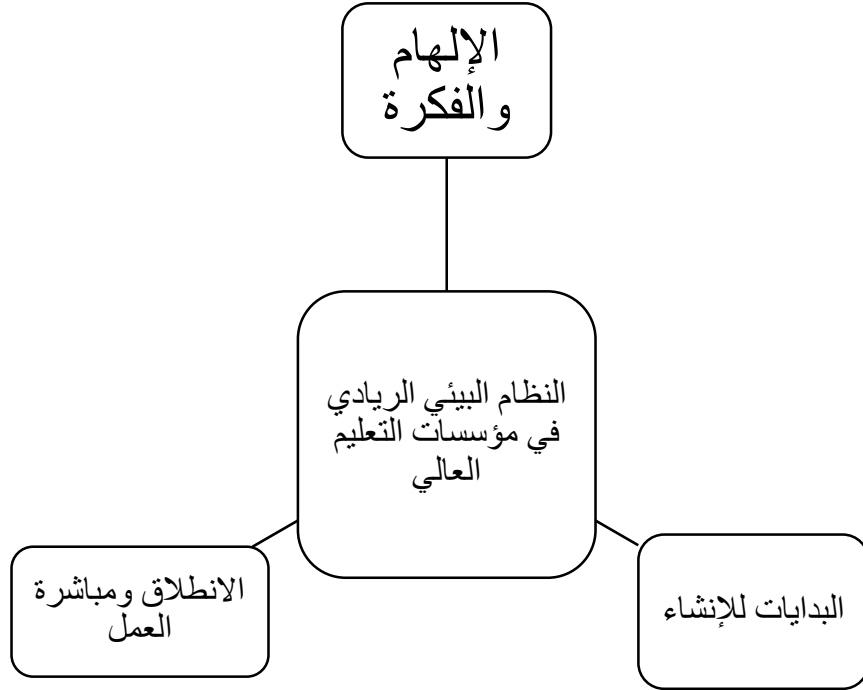 الإلهام
والفكرة
النظام البيئي الريادي
في مؤسسات التعليم
العالي
البدايات للإنشاء
الانطلاق ومباشرة
العمل